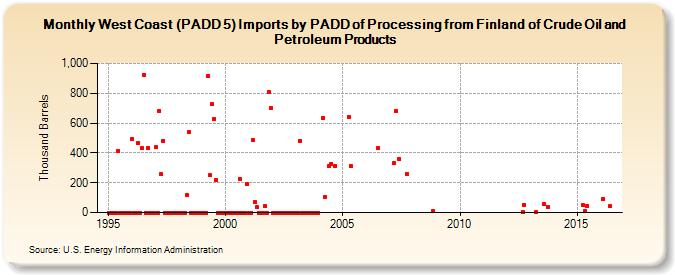 Monthly West Coast (PADD 5) Imports by PADD of Processing from Finland of Crude Oil and
Petroleum Products
Thousand Barrels
1,000
800
600
400
200
0
1995
2000
2005
2010
2015
Source: U.S. Energy Information Administration